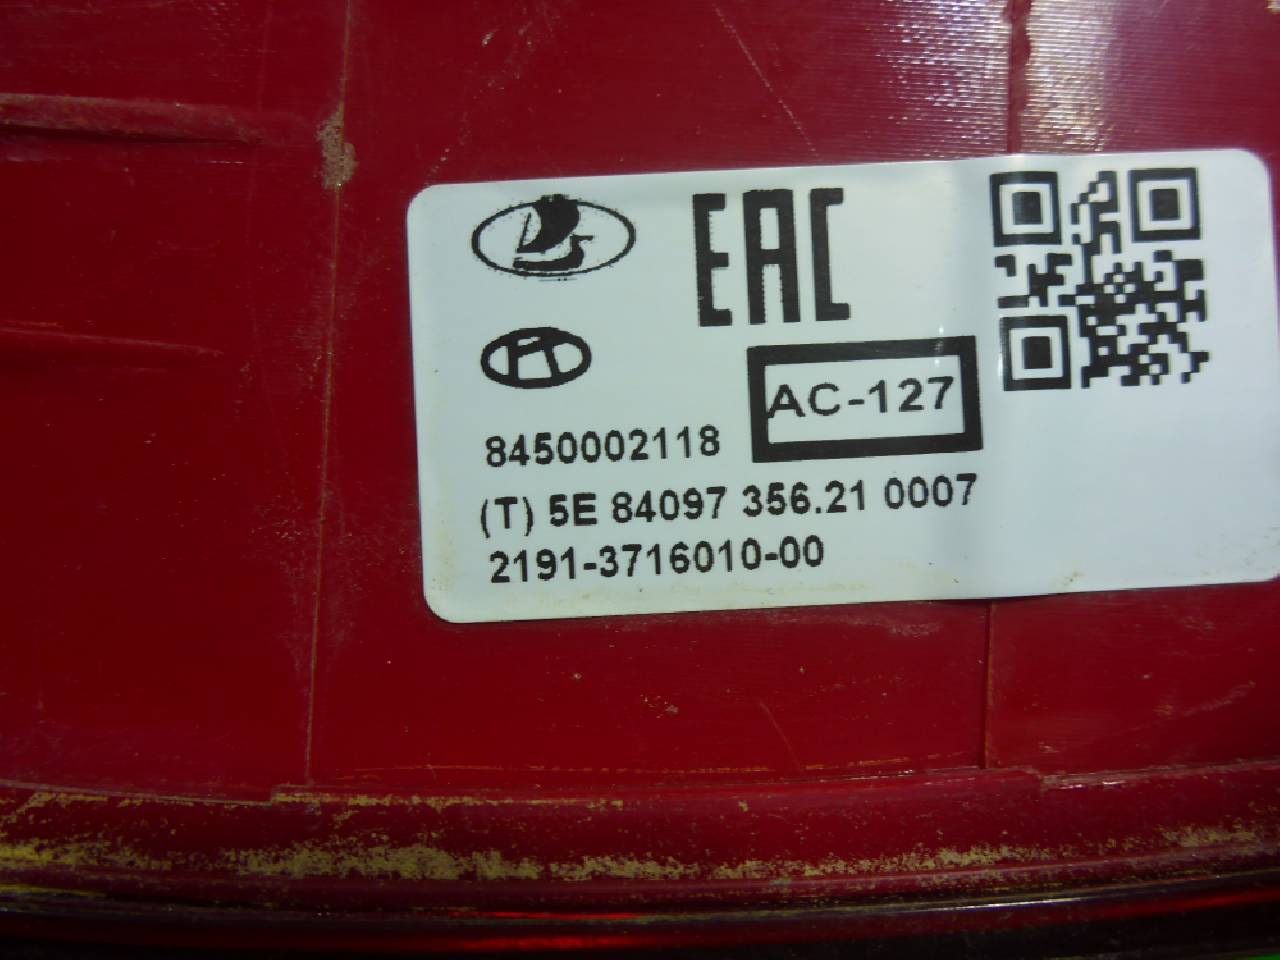 EAC
AC-127
8450002118
(T) 5E 84097 356.21 0007
2191-3716010-00